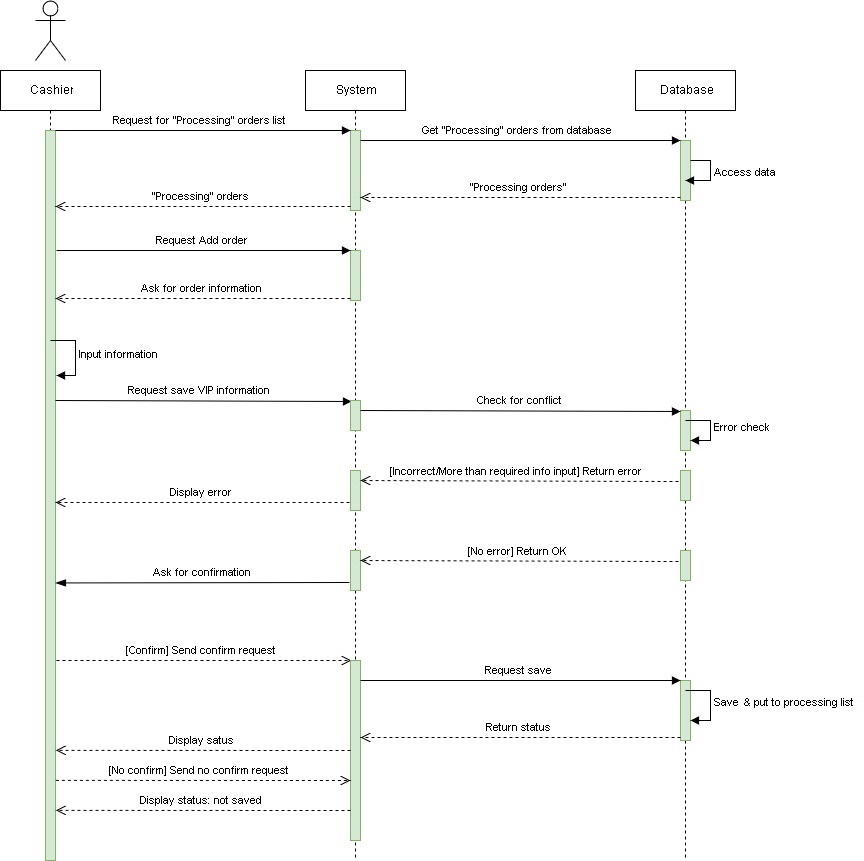 Cashier
System
Database
Request for "Processing" orders list
Get "Processing" orders from database
Access data
"Processing orders"
"Processing" orders
Request Add order
Ask for order information
Input information
Request save VIP information
Check for conflict
Error check
[Incorrect/More than required info input] Return error
Display error
[No error] Return OK
Ask for confirmation
[Confirm] Send confirm request
Request save
Save & put to processing list
Return status
Display satus
[No confirm] Send no confirm request
Display status: not saved